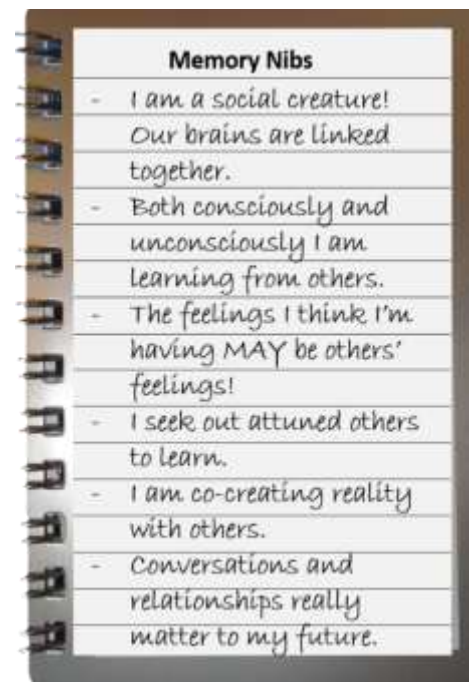 Memory Nibs
- I am a social creature!
Our brains are linked
together.
- Both consciously and
unconsciously I am
learning from others.
- The feelings I think I'm
having MAY be others'
feelings!
- I seek out attuned others
to learn.
- I am co-creating reality
with others.
- Conversations and
relationships really
matter to my future.